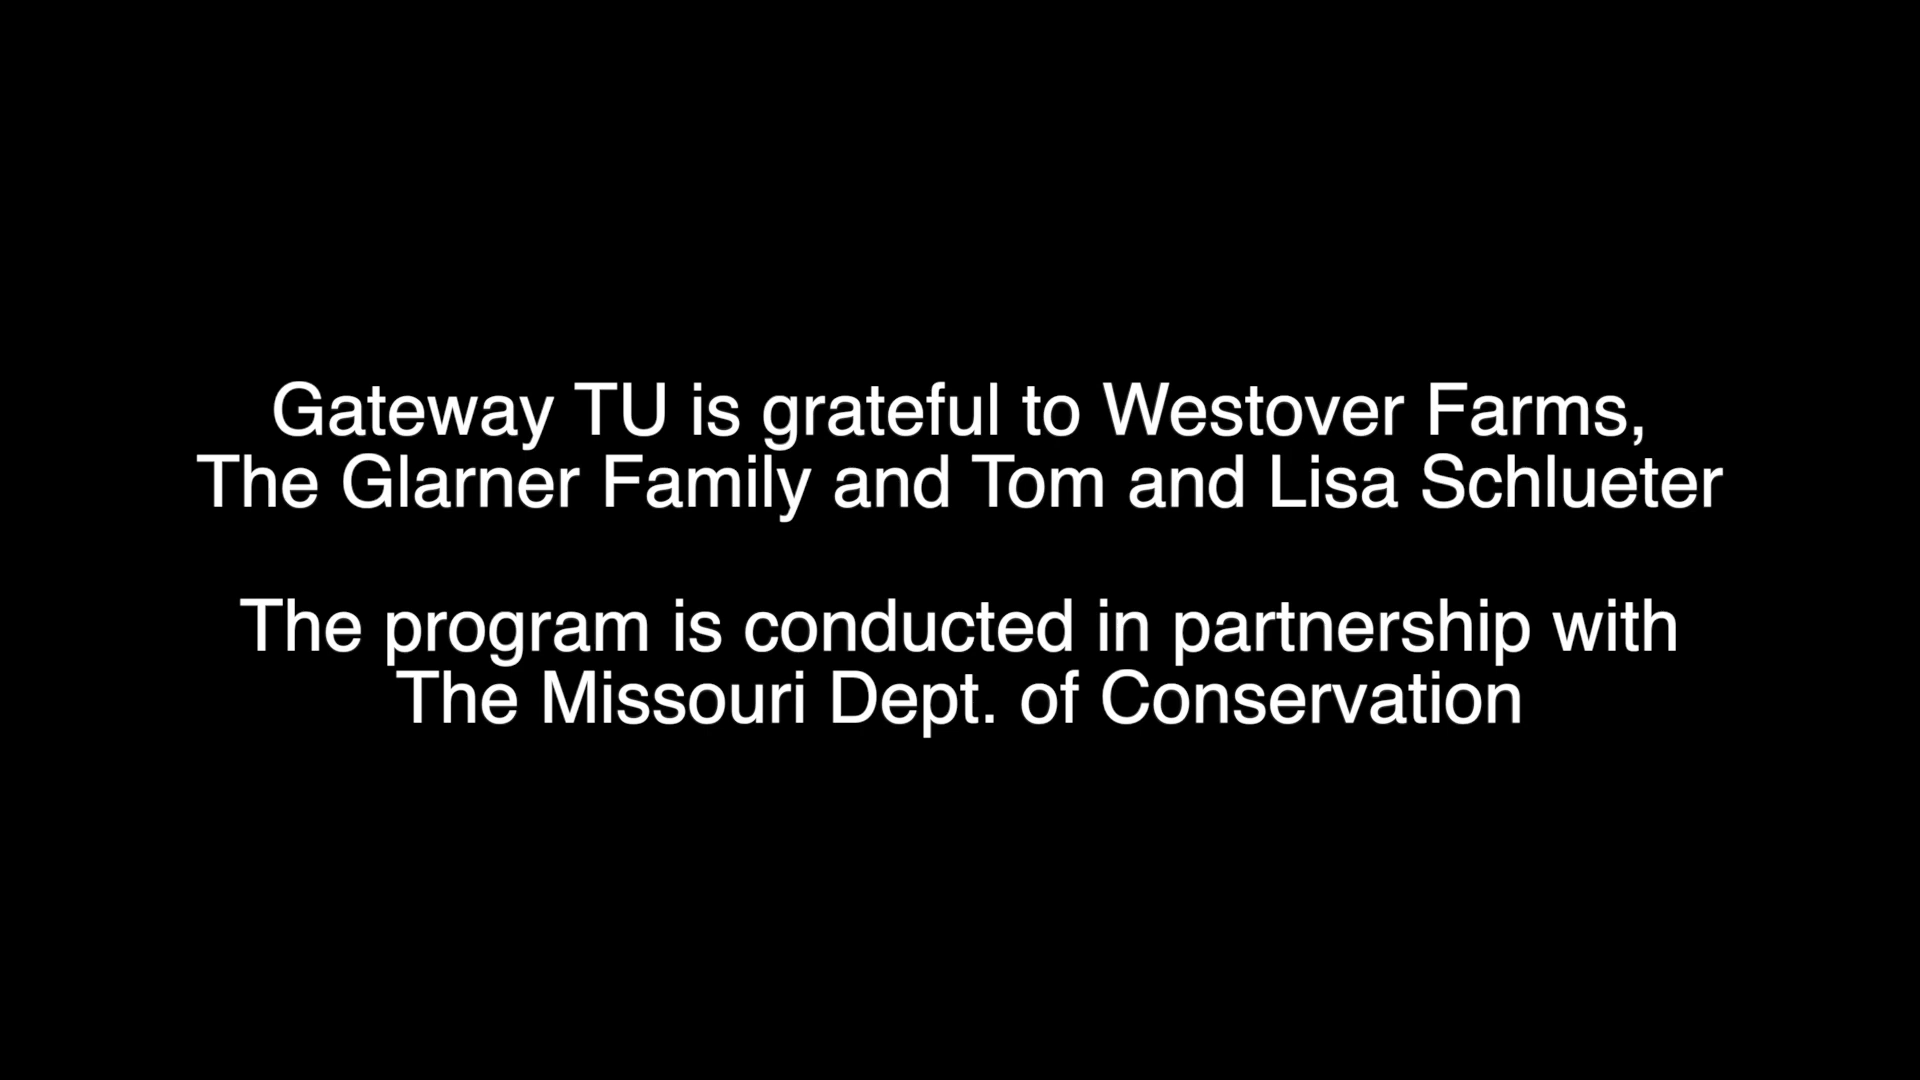 Gateway TU is grateful to Westover Farms,
The Glarner Family and Tom and Lisa Schlueter
The program is conducted in partnership with
The Missouri Dept. of Conservation